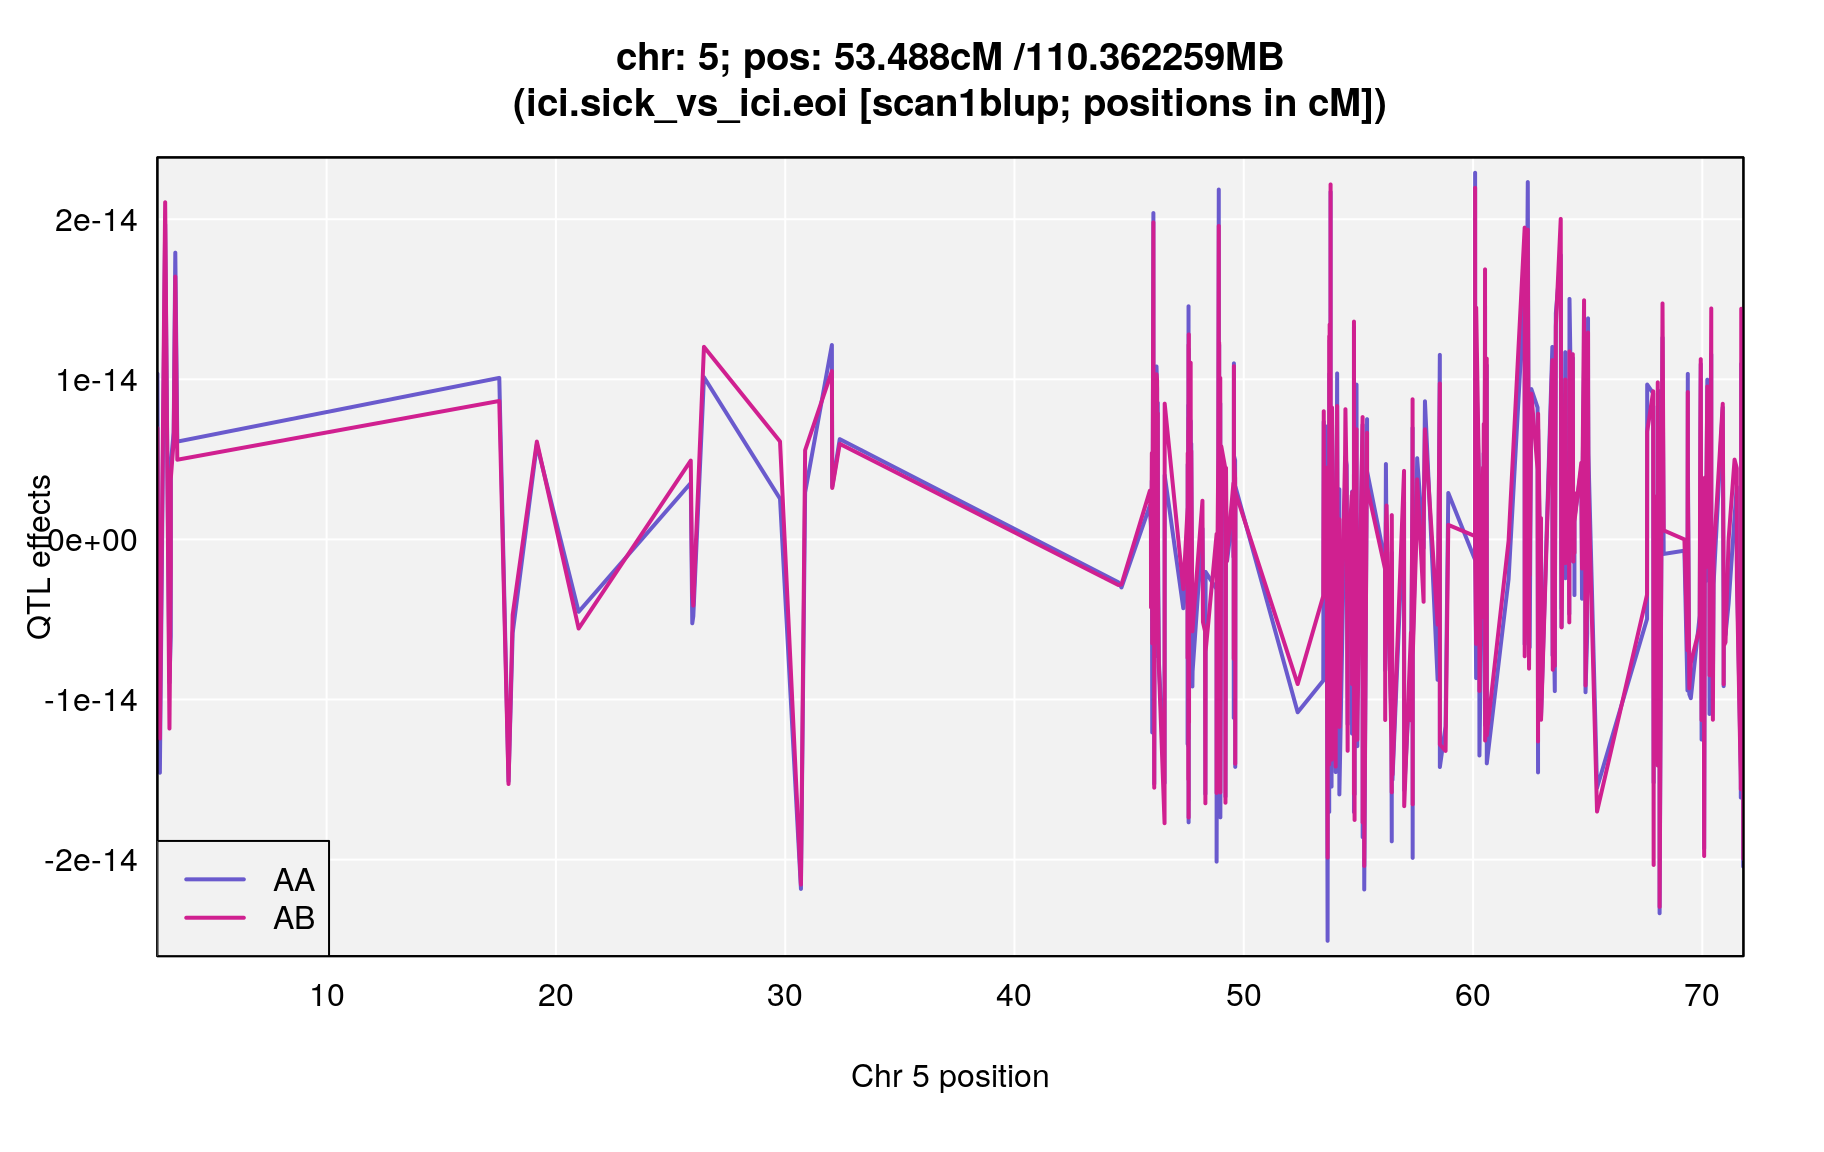 chr: 5; pos: 53.488cM /110.362259MB
(ici.sick_vs_ici.eoi [scan1blup; positions in cM])
QTL effects
2e-14
1e-14
0e+00
-1e-14
-2e-14
AA
AB
10 20 30 40 50 60 70
Chr 5 position